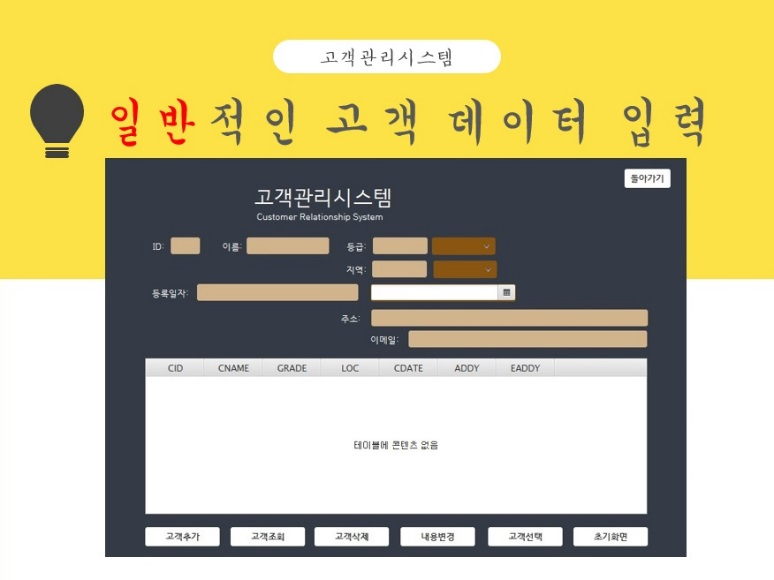 고객관리시스템
일반적인 고객 데이터 입력
돌아가기
고객관리시스템
Customer Relationship System
ID: 이름: 등급:
지역:
등록일자:
주소:
이메일:
CID CNAME GRADE LOC CDATE ADDY EADDY
테이블에 콘텐츠 없음
고객추가 고객조회 고객삭제 내용변경 고객선택 초기화면